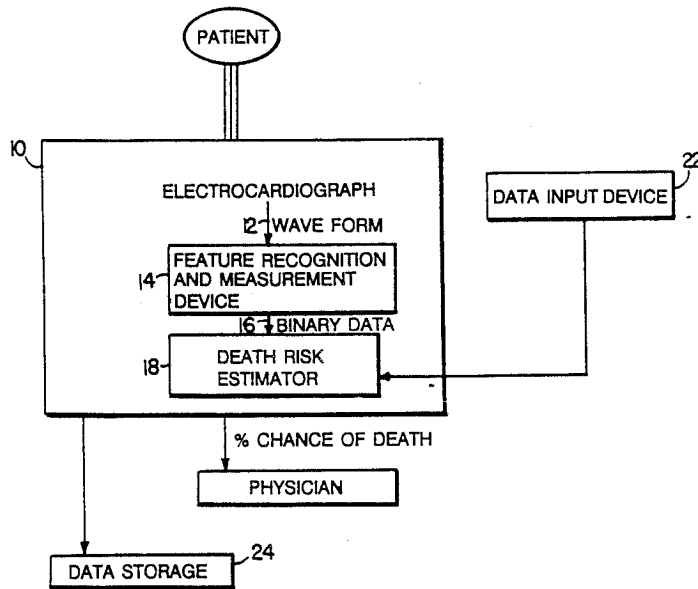 PATIENT
10
ELECTROCARDIOGRAPH
12 WAVE FORM
22
DATA INPUT DEVICE
14
FEATURE RECOGNITION
AND MEASUREMENT
DEVICE
16 BINARY DATA
18
DEATH RISK
ESTIMATOR
% CHANCE OF DEATH
PHYSICIAN
24
DATA STORAGE